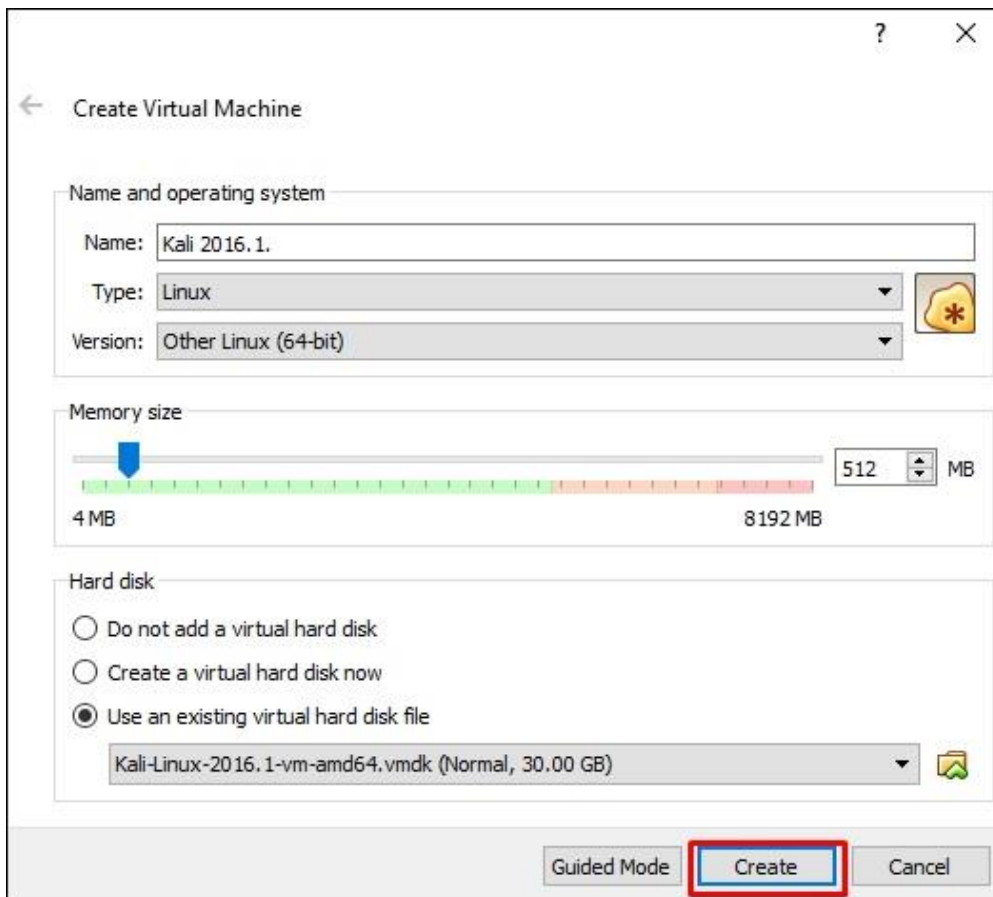 ?
Create Virtual Machine
Name and operating system
Name: Kali 2016.1.
Type: Linux
Version: Other Linux (64-bit)
Memory size
512 MB
4 MB 8192 MB
Hard disk
Do not add a virtual hard disk
Create a virtual hard disk now
Use an existing virtual hard disk file
Kali-Linux-2016.1-vm-amd64.vmdk (Normal, 30.00 GB)
Guided Mode Create Cancel